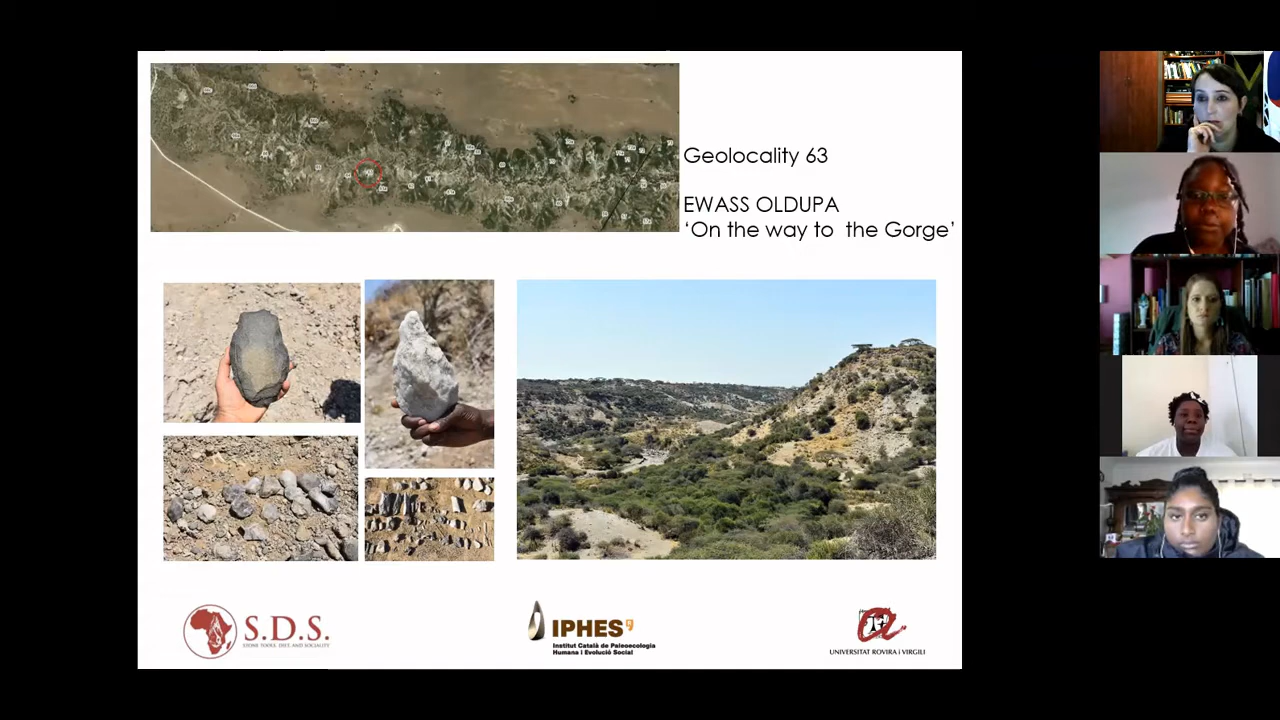 Geolocality 63
EWASS OLDUPA
‘On the way to the Gorge’
S.D.S.
STONE TOOLS, DIET, AND SOCIALITY
IPHES
Institut Català de Paleoecologia
Humana i Evolució Social
UNIVERSITAT ROVIRA i VIRGILI